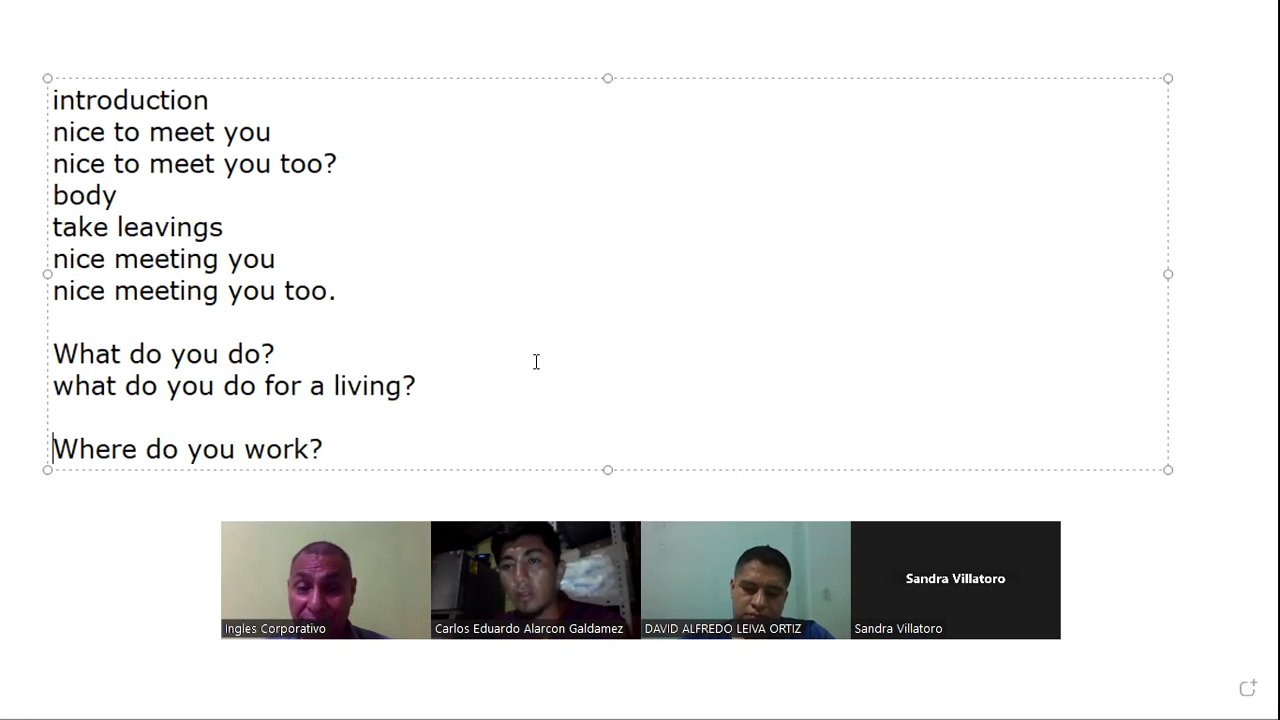 introduction
nice to meet you
nice to meet you too?
body
take leavings
nice meeting you
nice meeting you too.
What do you do?
what do you do for a living?
Where do you work?
Sandra Villatoro
Ingles Corporativo
Carlos Eduardo Alarcon Galdamez
DAVID ALFREDO LEIVA ORTIZ
Sandra Villatoro